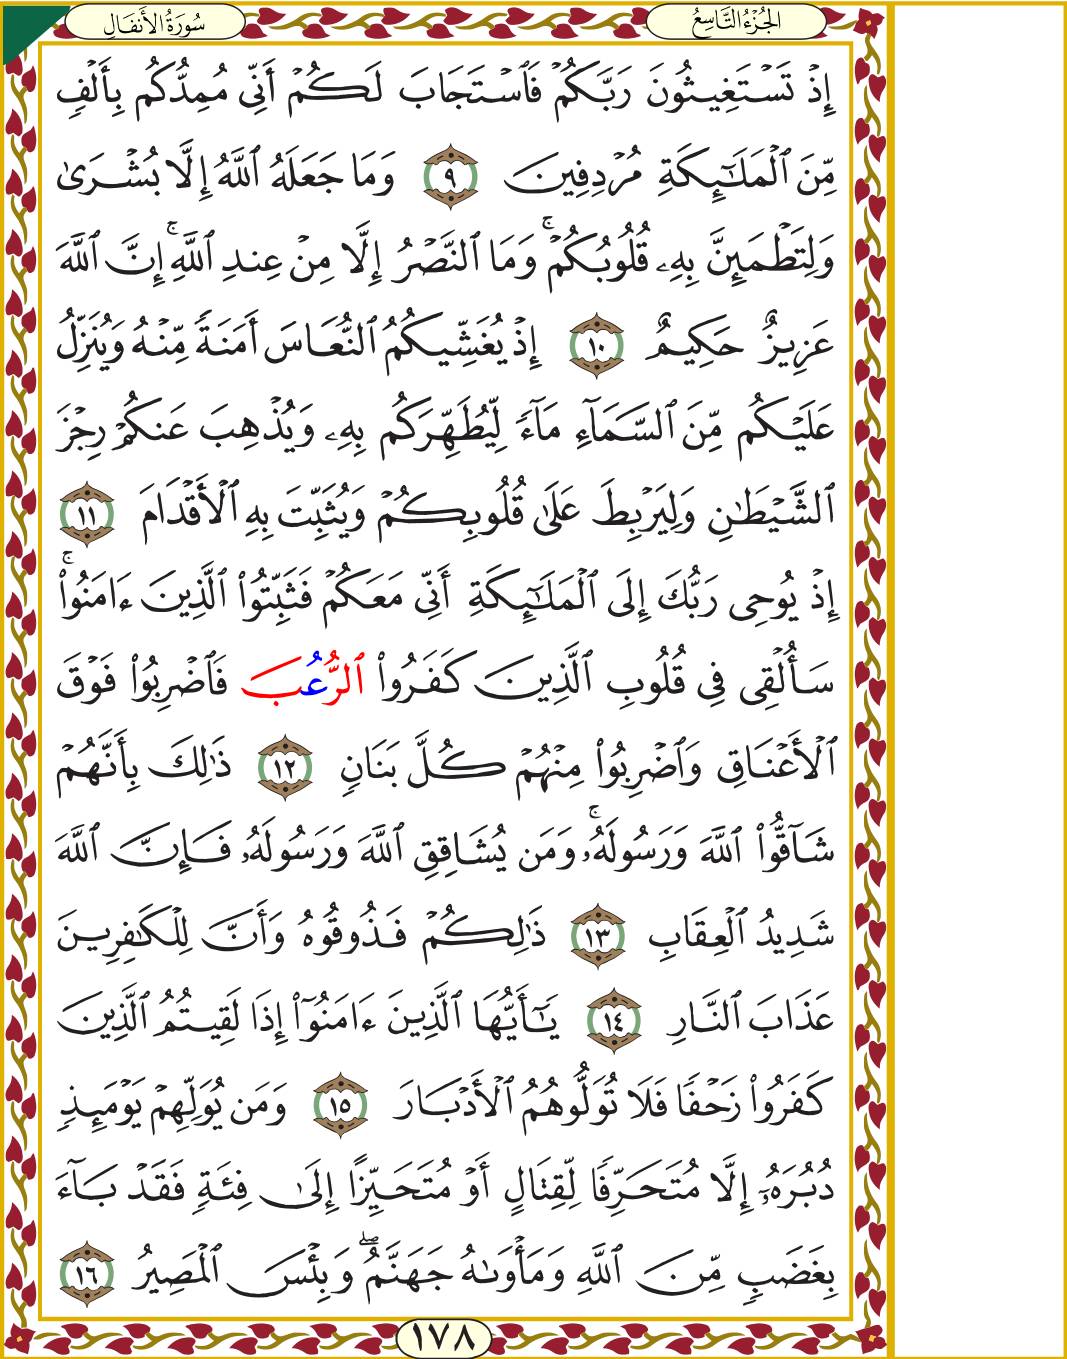 الجُزْءُ التَّاسِعُ
سُورَةُ الأَنفَالِ
إِذْ تَسْتَغِيثُونَ رَبَّكُمْ فَٱسْتَجَابَ لَكُمْ أَنِّي مُمِدُّكُم بِأَلْفٍ
مِّنَ ٱلْمَلَٰٓئِكَةِ مُرْدِفِينَ ٩ وَمَا جَعَلَهُ ٱللَّهُ إِلَّا بُشْرَىٰ
وَلِتَطْمَئِنَّ بِهِۦ قُلُوبُكُمْۚ وَمَا ٱلنَّصْرُ إِلَّا مِنْ عِندِ ٱللَّهِۚ إِنَّ ٱللَّهَ
عَزِيزٌ حَكِيمٌ ١٠ إِذْ يُغَشِّيكُمُ ٱلنُّعَاسَ أَمَنَةً مِّنْهُ وَيُنَزِّلُ
عَلَيْكُم مِّنَ ٱلسَّمَآءِ مَآءً لِّيُطَهِّرَكُم بِهِۦ وَيُذْهِبَ عَنكُمْ رِجْزَ
ٱلشَّيْطَٰنِ وَلِيَرْبِطَ عَلَىٰ قُلُوبِكُمْ وَيُثَبِّتَ بِهِ ٱلْأَقْدَامَ ١١
إِذْ يُوحِى رَبُّكَ إِلَى ٱلْمَلَٰٓئِكَةِ أَنِّي مَعَكُمْ فَثَبِّتُوا۟ ٱلَّذِينَ ءَامَنُوا۟ۚ
سَأُلْقِى فِى قُلُوبِ ٱلَّذِينَ كَفَرُوا۟ ٱلرُّعُبَ فَٱضْرِبُوا۟ فَوْقَ
ٱلْأَعْنَاقِ وَٱضْرِبُوا۟ مِنْهُمْ كُلَّ بَنَانٍ ١٢ ذَٰلِكَ بِأَنَّهُمْ
شَآقُّوا۟ ٱللَّهَ وَرَسُولَهُۥۚ وَمَن يُشَاقِقِ ٱللَّهَ وَرَسُولَهُۥ فَإِنَّ ٱللَّهَ
شَدِيدُ ٱلْعِقَابِ ١٣ ذَٰلِكُمْ فَذُوقُوهُ وَأَنَّ لِلْكَٰفِرِينَ
عَذَابَ ٱلنَّارِ ١٤ يَٰٓأَيُّهَا ٱلَّذِينَ ءَامَنُوٓا۟ إِذَا لَقِيتُمُ ٱلَّذِينَ
كَفَرُوا۟ زَحْفًا فَلَا تُوَلُّوهُمُ ٱلْأَدْبَارَ ١٥ وَمَن يُوَلِّهِمْ يَوْمَئِذٍ
دُبُرَهُۥٓ إِلَّا مُتَحَرِّفًا لِّقِتَالٍ أَوْ مُتَحَيِّزًا إِلَىٰ فِئَةٍ فَقَدْ بَآءَ
بِغَضَبٍ مِّنَ ٱللَّهِ وَمَأْوَىٰهُ جَهَنَّمُۖ وَبِئْسَ ٱلْمَصِيرُ ١٦
١٧٨